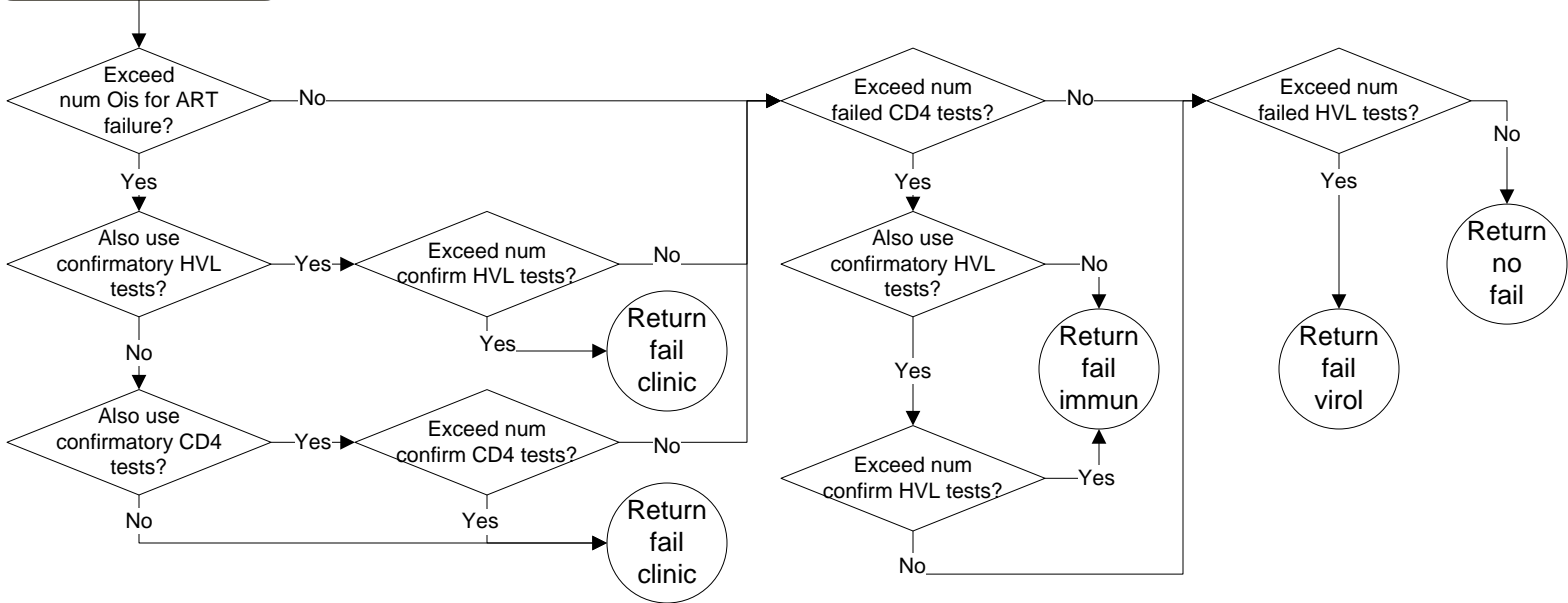 Exceed
num Ois for ART
failure?
No
Yes
Also use
confirmatory HVL
tests?
Yes
Exceed num
confirm HVL tests?
No
Yes
Return
fail
clinic
No
Also use
confirmatory CD4
tests?
Yes
Exceed num
confirm CD4 tests?
No
No
Yes
Return
fail
clinic
Exceed num
failed CD4 tests?
No
Yes
Also use
confirmatory HVL
tests?
No
Return
fail
immun
Yes
Exceed num
confirm HVL tests?
Yes
No
Exceed num
failed HVL tests?
No
Yes
Return
no
fail
Return
fail
virol